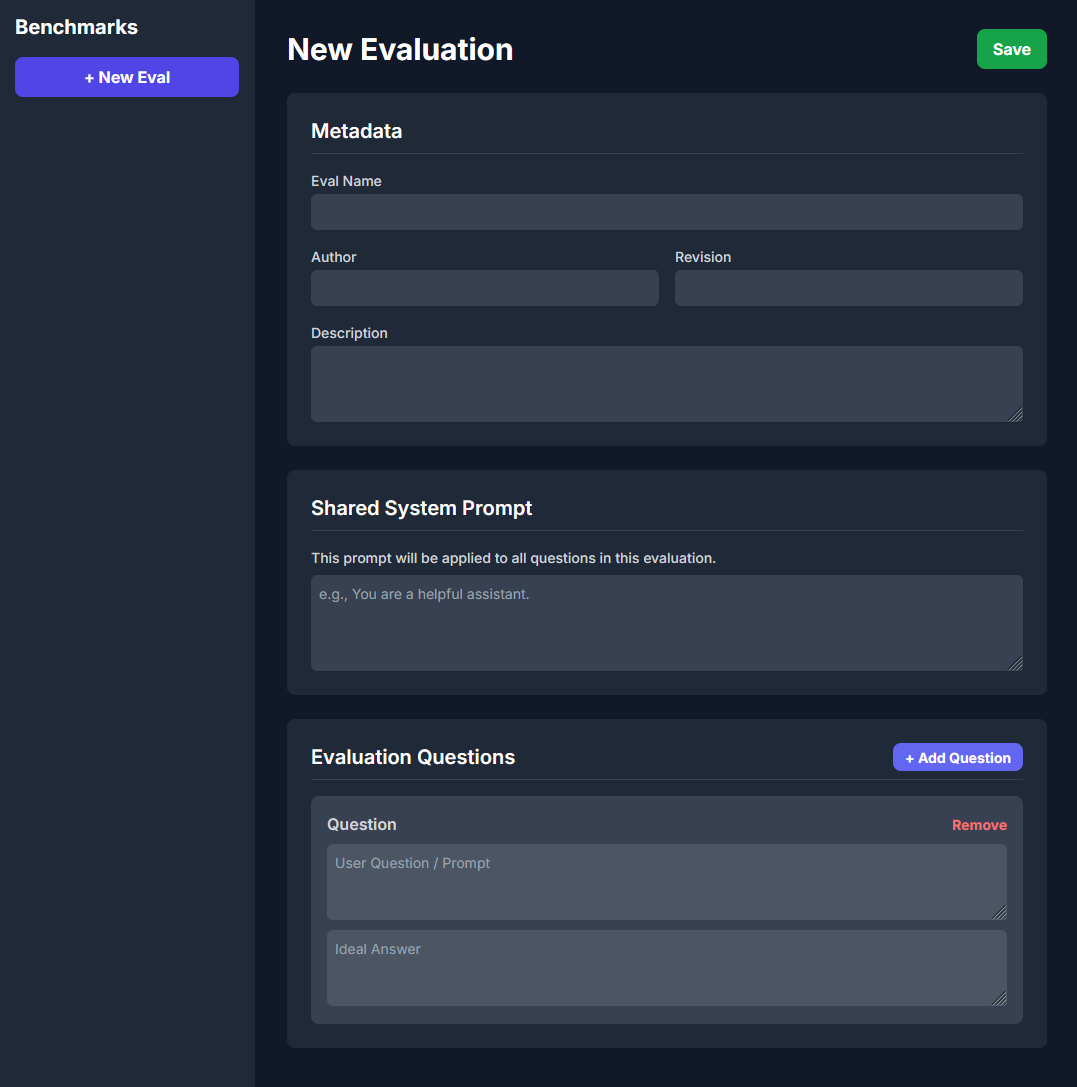 Benchmarks
+ New Eval
New Evaluation
Save
Metadata
Eval Name
Author
Revision
Description
Shared System Prompt
This prompt will be applied to all questions in this evaluation.
e.g., You are a helpful assistant.
Evaluation Questions
+ Add Question
Question
Remove
User Question / Prompt
Ideal Answer